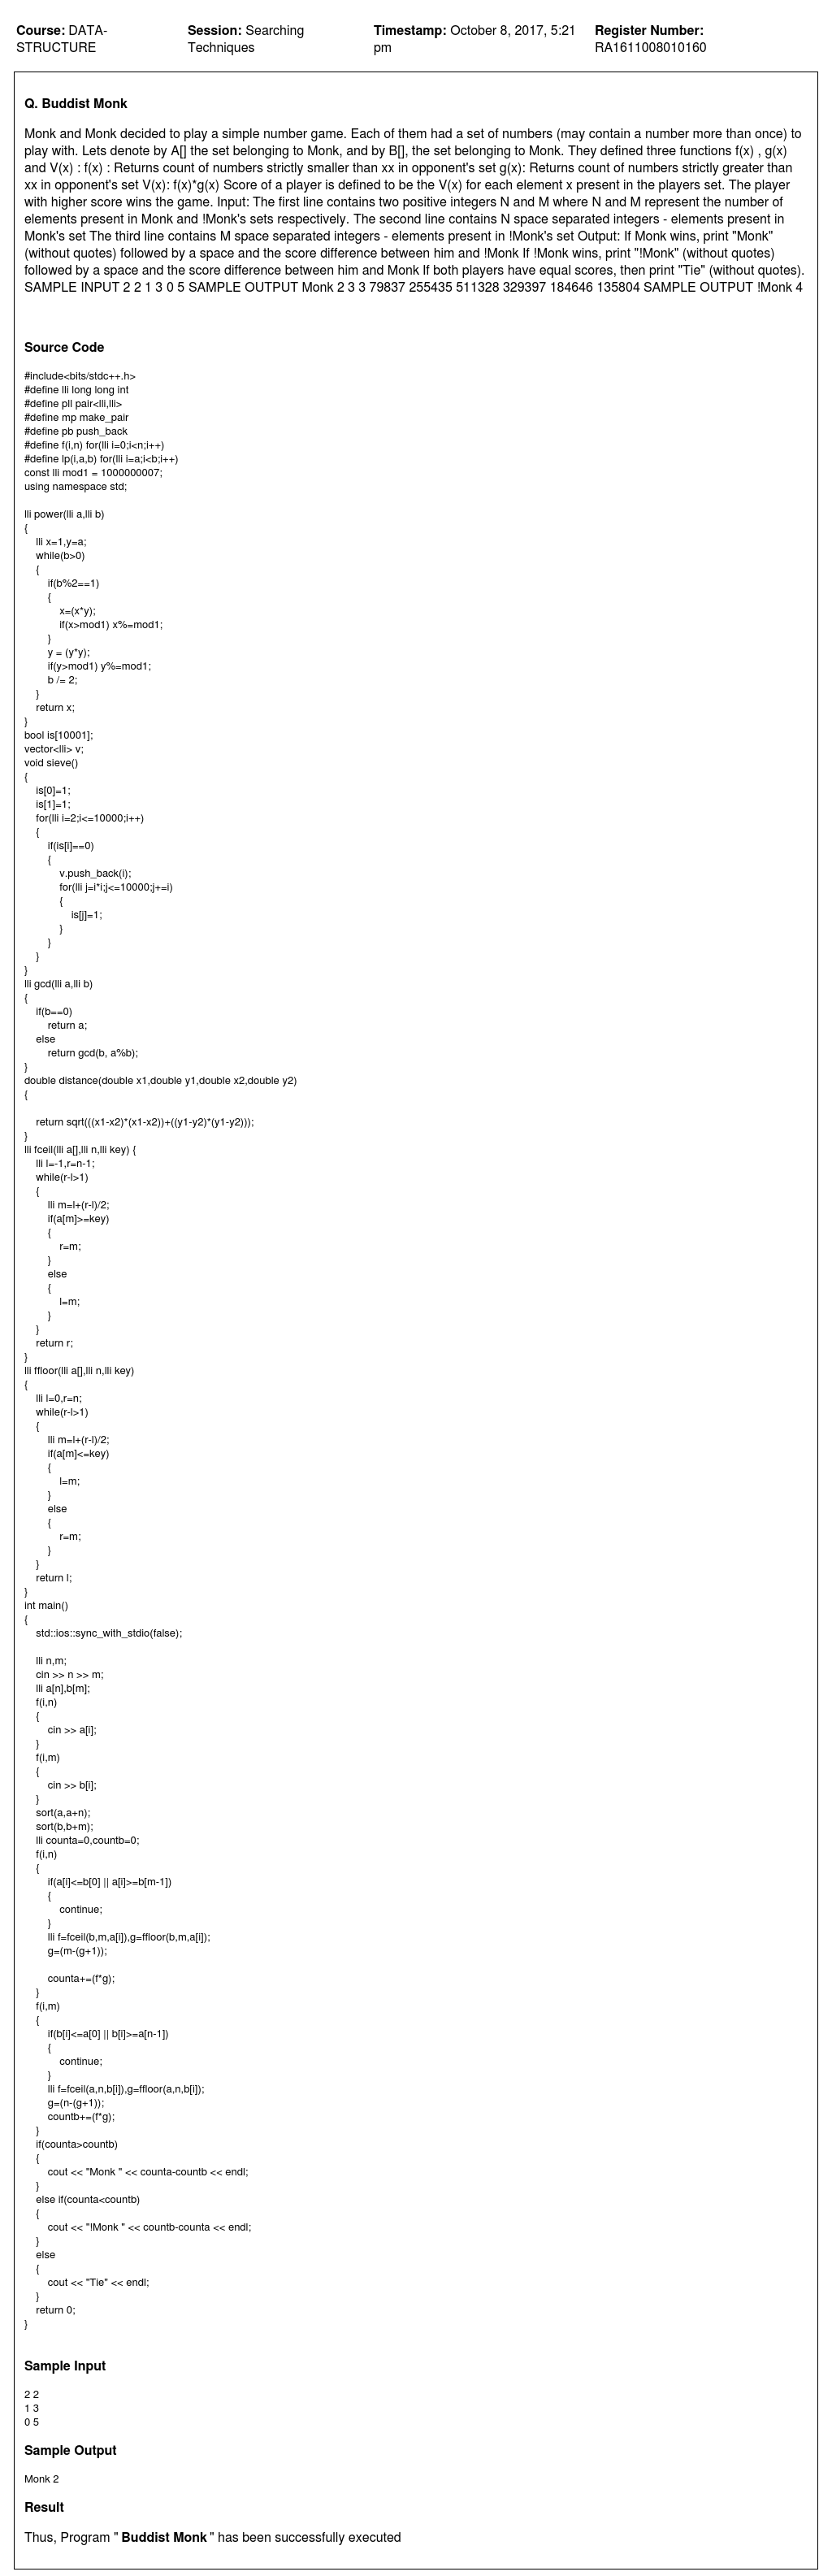 Course: DATA-STRUCTURE
Session: Searching Techniques
Timestamp: October 8, 2017, 5:21 pm
Register Number: RA1611008010160
Q. Buddist Monk
Monk and Monk decided to play a simple number game. Each of them had a set of numbers (may contain a number more than once) to
play with. Lets denote by A[] the set belonging to Monk, and by B[], the set belonging to Monk. They defined three functions f(x) , g(x)
and V(x) : f(x) : Returns count of numbers strictly smaller than xx in opponent's set g(x): Returns count of numbers strictly greater than
xx in opponent's set V(x): f(x)*g(x) Score of a player is defined to be the V(x) for each element x present in the players set. The player
with higher score wins the game. Input: The first line contains two positive integers N and M where N and M represent the number of
elements present in Monk and !Monk's sets respectively. The second line contains N space separated integers - elements present in
Monk's set The third line contains M space separated integers - elements present in !Monk's set Output: If Monk wins, print "Monk"
(without quotes) followed by a space and the score difference between him and !Monk If !Monk wins, print "!Monk" (without quotes)
followed by a space and the score difference between him and Monk If both players have equal scores, then print "Tie" (without quotes).
SAMPLE INPUT 2 2 1 3 0 5 SAMPLE OUTPUT Monk 2 3 3 79837 255435 511328 329397 184646 135804 SAMPLE OUTPUT !Monk 4
Source Code
#include<bits/stdc++.h>
#define lli long long int
#define pll pair<lli,lli>
#define mp make_pair
#define pb push_back
#define f(i,n) for(lli i=0;i<n;i++)
#define lp(i,a,b) for(lli i=a;i<b;i++)
const lli mod1 = 1000000007;
using namespace std;
lli power(lli a,lli b)
{
lli x=1,y=a;
while(b>0)
{
if(b%2==1)
{
x=(x*y);
if(x>mod1) x%=mod1;
}
y = (y*y);
if(y>mod1) y%=mod1;
b /= 2;
}
return x;
}
bool is[10001];
vector<lli> v;
void sieve()
{
is[0]=1;
is[1]=1;
for(lli i=2;i<=10000;i++)
{
if(is[i]==0)
{
v.push_back(i);
for(lli j=i*i;j<=10000;j+=i)
{
is[j]=1;
}
}
}
}
lli gcd(lli a,lli b)
{
if(b==0)
return a;
else
return gcd(b, a%b);
}
double distance(double x1,double y1,double x2,double y2)
{
return sqrt(((x1-x2)*(x1-x2))+((y1-y2)*(y1-y2)));
}
lli fceil(lli a[],lli n,lli key) {
lli l=-1,r=n-1;
while(r-l>1)
{
lli m=l+(r-l)/2;
if(a[m]>=key)
{
r=m;
}
else
{
l=m;
}
}
return r;
}
lli ffloor(lli a[],lli n,lli key)
{
lli l=0,r=n;
while(r-l>1)
{
lli m=l+(r-l)/2;
if(a[m]<=key)
{
l=m;
}
else
{
r=m;
}
}
return l;
}
int main()
{
std::ios::sync_with_stdio(false);
lli n,m;
cin >> n >> m;
lli a[n],b[m];
f(i,n)
{
cin >> a[i];
}
f(i,m)
{
cin >> b[i];
}
sort(a,a+n);
sort(b,b+m);
lli counta=0,countb=0;
f(i,n)
{
if(a[i]<=b[0] || a[i]>=b[m-1])
{
continue;
}
lli f=fceil(b,m,a[i]),g=ffloor(b,m,a[i]);
g=(m-(g+1));
counta+=(f*g);
}
f(i,m)
{
if(b[i]<=a[0] || b[i]>=a[n-1])
{
continue;
}
lli f=fceil(a,n,b[i]),g=ffloor(a,n,b[i]);
g=(n-(g+1));
countb+=(f*g);
}
if(counta>countb)
{
cout << "Monk " << counta-countb << endl;
}
else if(counta<countb)
{
cout << "!Monk " << countb-counta << endl;
}
else
{
cout << "Tie" << endl;
}
return 0;
}
Sample Input
2 2
1 3
0 5
Sample Output
Monk 2
Result
Thus, Program " Buddist Monk " has been successfully executed